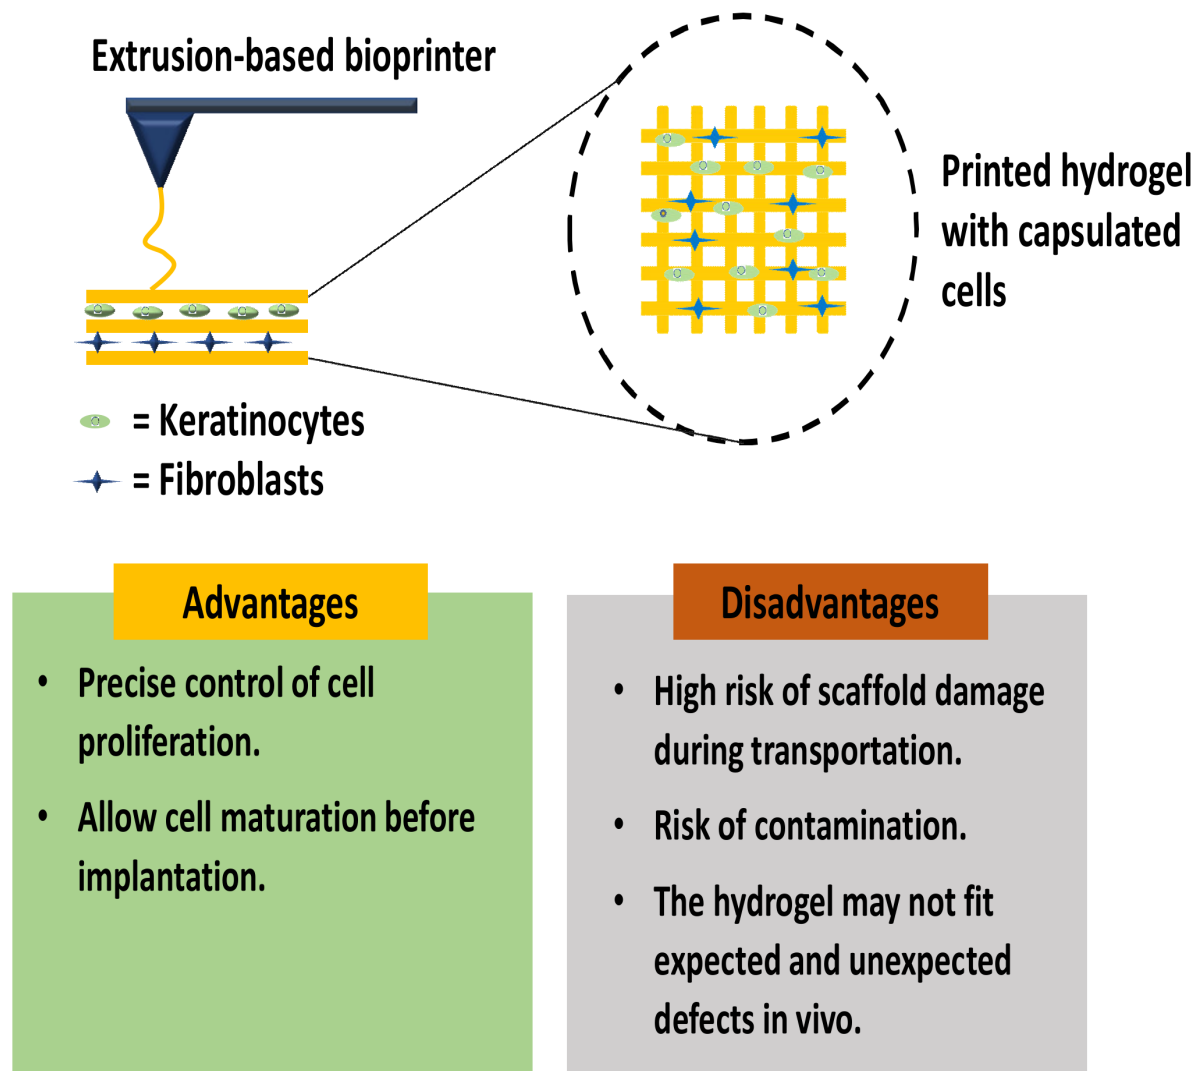 Extrusion-based bioprinter
Printed hydrogel
with capsulated
cells
= Keratinocytes
= Fibroblasts
Advantages
• Precise control of cell
proliferation.
• Allow cell maturation before
implantation.
Disadvantages
• High risk of scaffold damage
during transportation.
• Risk of contamination.
• The hydrogel may not fit
expected and unexpected
defects in vivo.